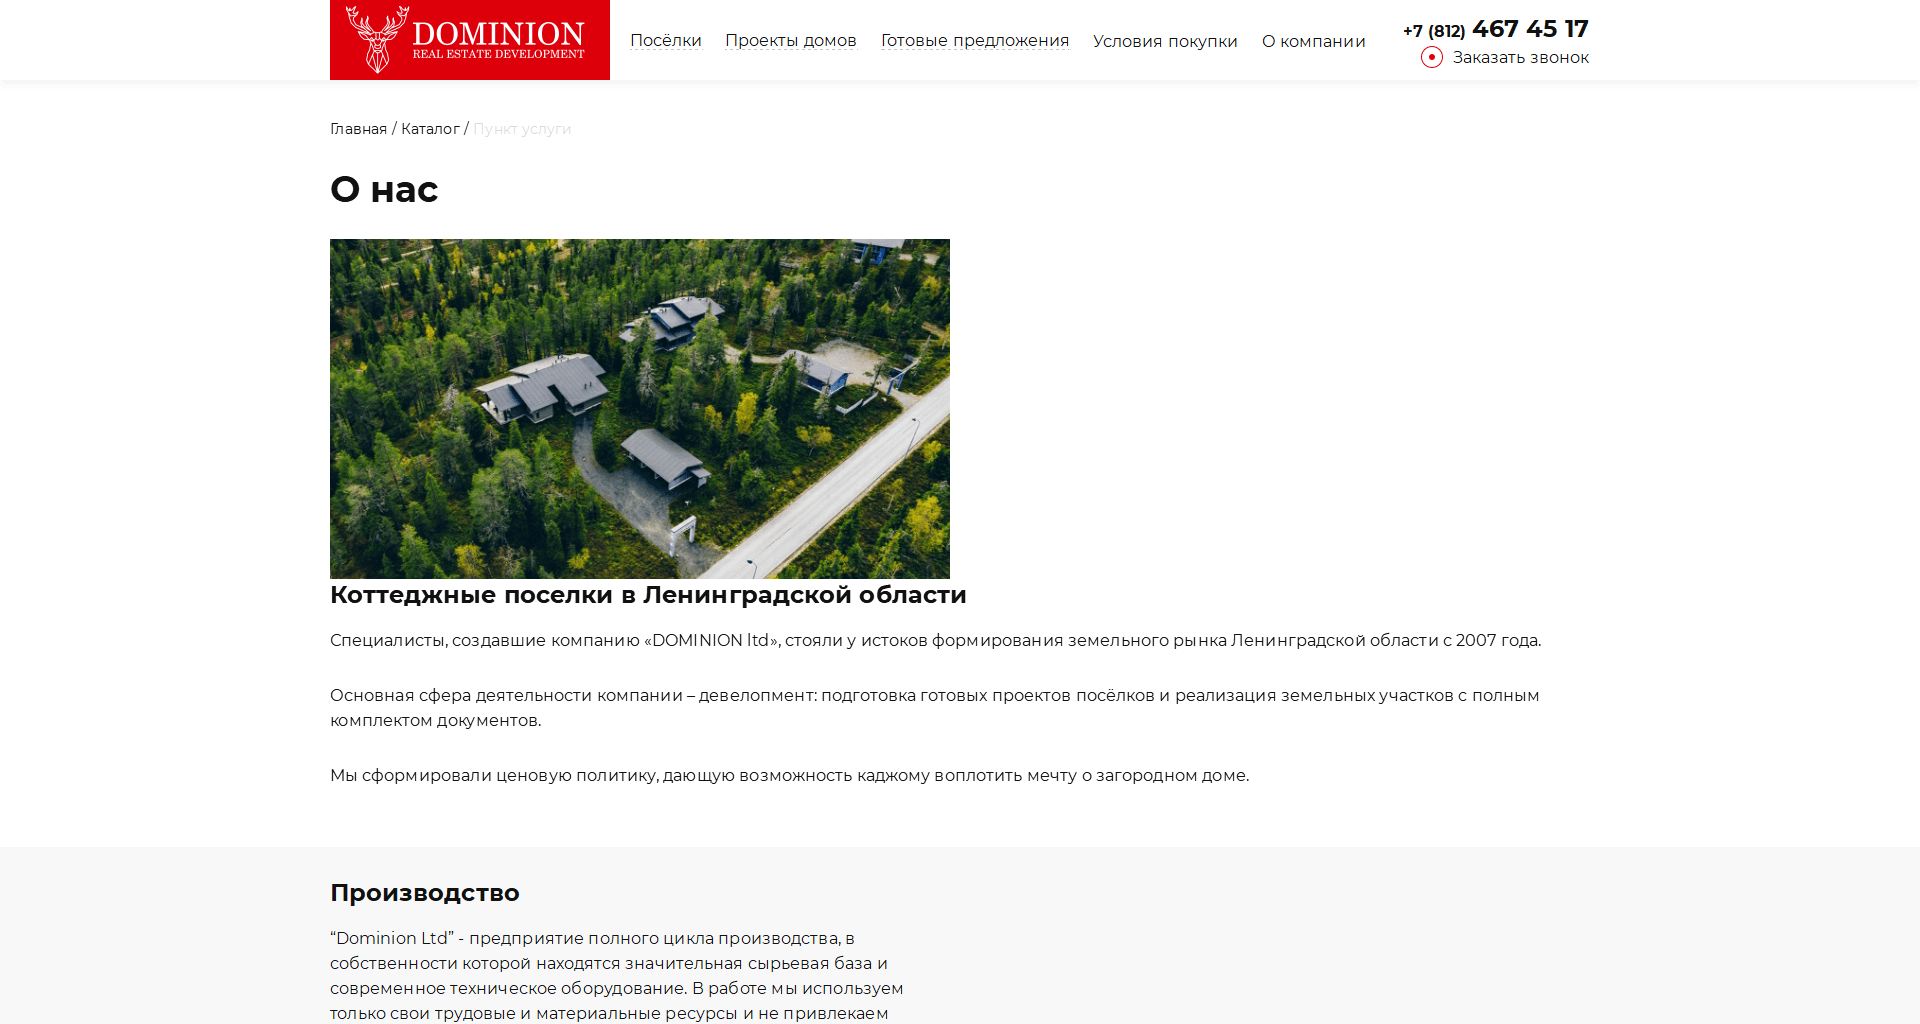 DOMINION
REAL ESTATE DEVELOPMENT
Посёлки
Проекты домов
Готовые предложения
Условия покупки
О компании
+7 (812) 467 45 17
Заказать звонок
Главная / Каталог / Пункт услуги
О нас
Коттеджные поселки в Ленинградской области
Специалисты, создавшие компанию «DOMINION ltd», стояли у истоков формирования земельного рынка Ленинградской области с 2007 года.
Основная сфера деятельности компании – девелопмент: подготовка готовых проектов посёлков и реализация земельных участков с полным
комплектом документов.
Мы сформировали ценовую политику, дающую возможность каджому воплотить мечту о загородном доме.
Производство
“Dominion Ltd” - предприятие полного цикла производства, в
собственности которой находятся значительная сырьевая база и
современное техническое оборудование. В работе мы используем
только свои трудовые и материальные ресурсы и не привлекаем